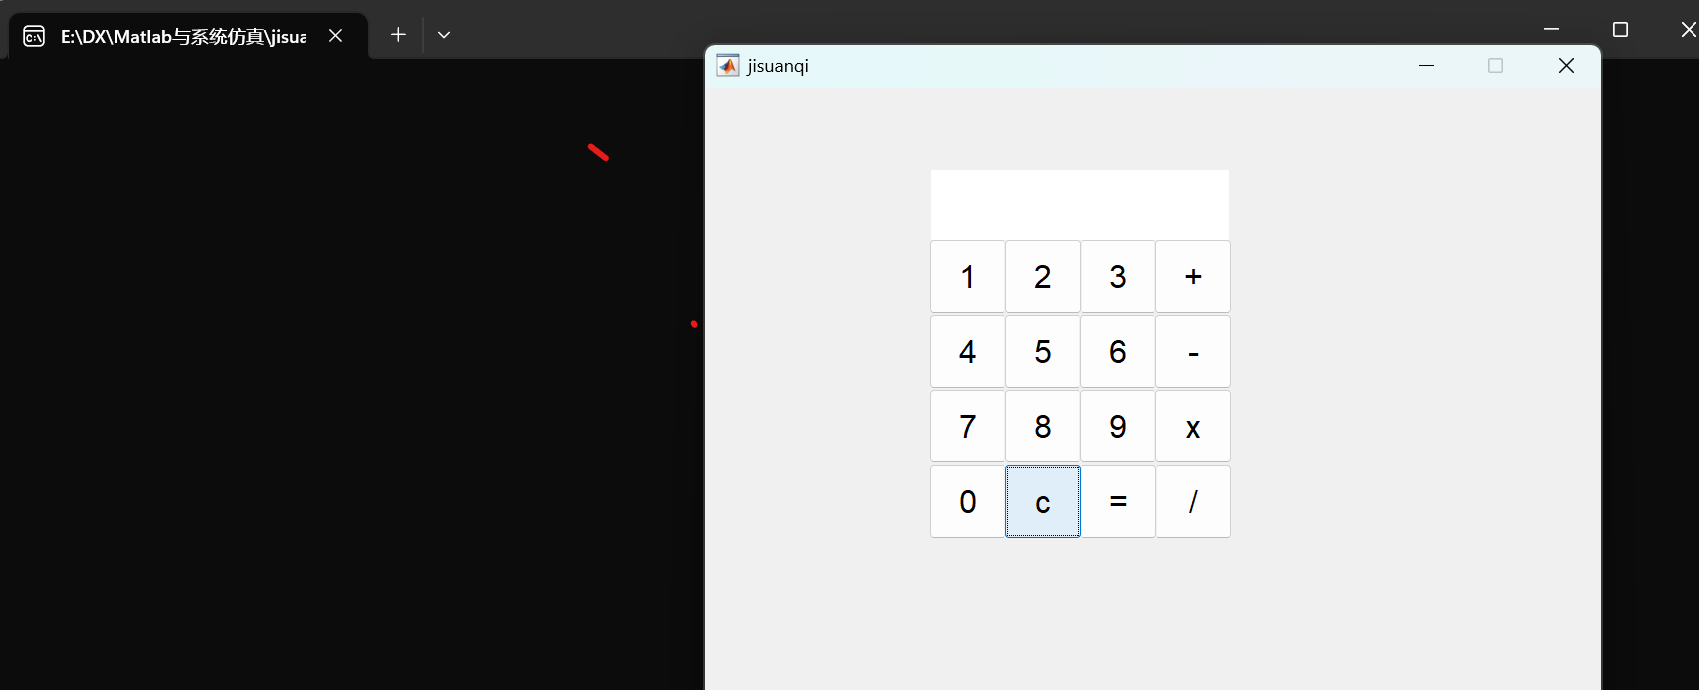 E:\DX\Matlab与系统仿真\jisua
jisuanqi
1 2 3 +
4 5 6 -
7 8 9 x
0 c = /